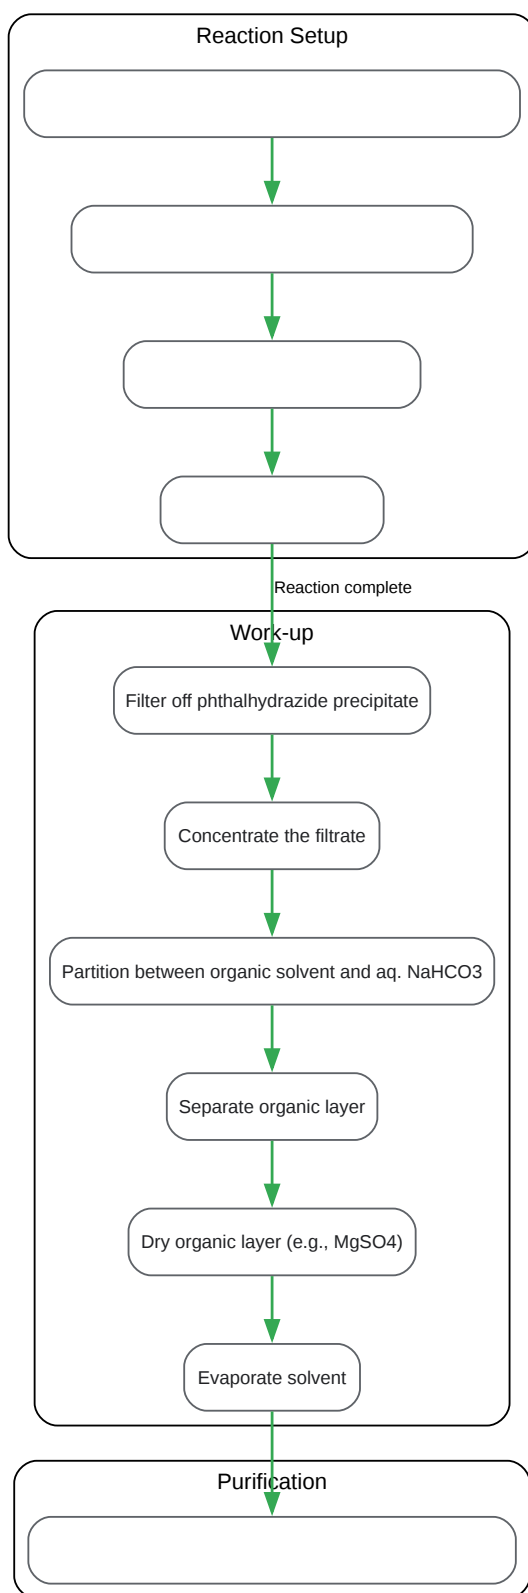 Reaction Setup
Reaction complete
Work-up
Filter off phthalhydrazide precipitate
Concentrate the filtrate
Partition between organic solvent and aq. NaHCO3
Separate organic layer
Dry organic layer (e.g., MgSO4)
Evaporate solvent
Purification